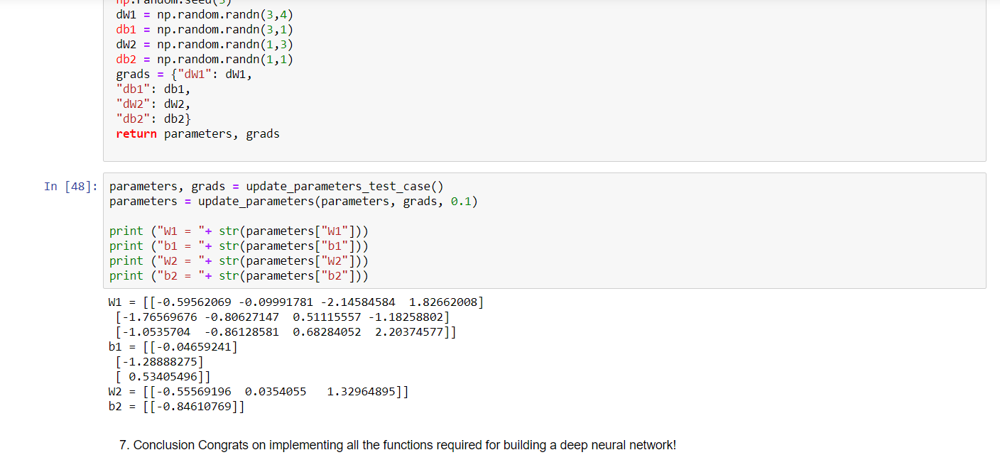 np.random.seed(3)
dW1 = np.random.randn(3,4)
db1 = np.random.randn(3,1)
dW2 = np.random.randn(1,3)
db2 = np.random.randn(1,1)
grads = {"dW1": dW1,
"db1": db1,
"dW2": dW2,
"db2": db2}
return parameters, grads
In [48]:
parameters, grads = update_parameters_test_case()
parameters = update_parameters(parameters, grads, 0.1)
print ("W1 = "+ str(parameters["W1"]))
print ("b1 = "+ str(parameters["b1"]))
print ("W2 = "+ str(parameters["W2"]))
print ("b2 = "+ str(parameters["b2"]))
W1 = [[-0.59562069 -0.09991781 -2.14584584  1.82662008]
[-1.76569676 -0.80627147  0.51115557 -1.18258802]
[-1.0535704  -0.86128581  0.68284052  2.20374577]]
b1 = [[-0.04659241]
[-1.28888275]
[ 0.53405496]]
W2 = [[-0.55569196  0.0354055   1.32964895]]
b2 = [[-0.84610769]]
7. Conclusion Congrats on implementing all the functions required for building a deep neural network!